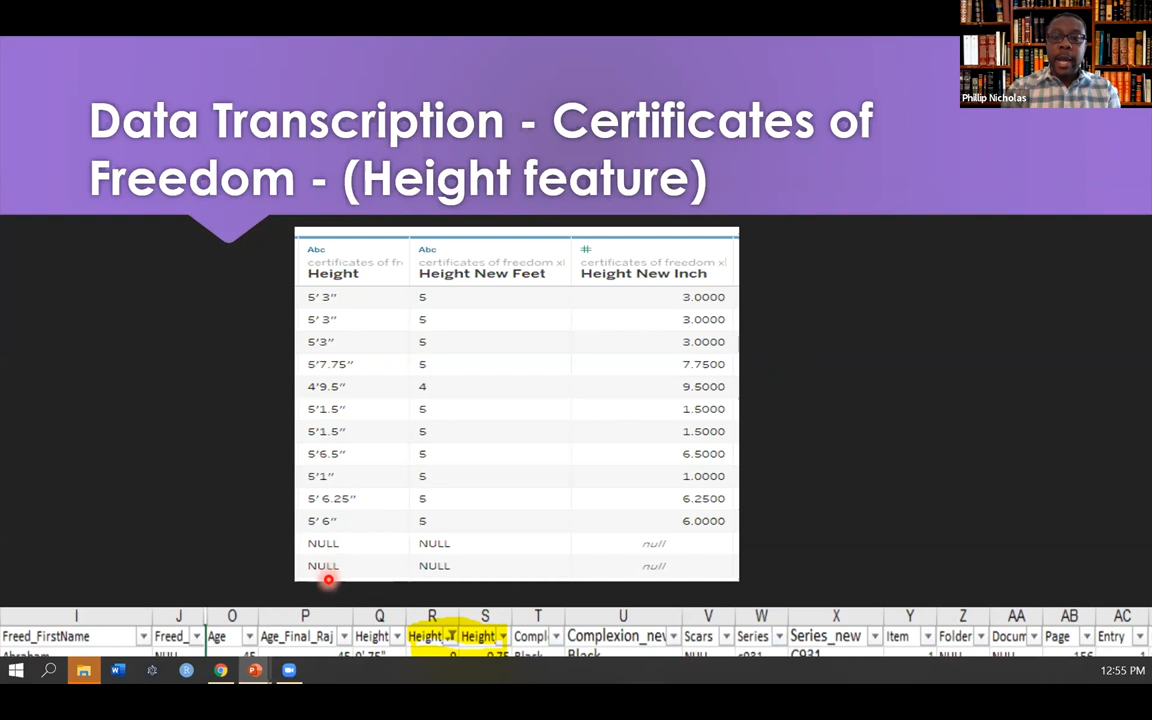 Phillip Nicholas
Data Transcription - Certificates of
Freedom - (Height feature)
Abc Abc #
certificates of fr certificates of freedom xl certificates of freedom xl
Height Height New Feet Height New Inch
5' 3" 5 3.0000
5' 3" 5 3.0000
5'3" 5 3.0000
5'7.75" 5 7.7500
4'9.5" 4 9.5000
5'1.5" 5 1.5000
5'1.5" 5 1.5000
5'6.5" 5 6.5000
5'1" 5 1.0000
5' 6.25" 5 6.2500
5' 6" 5 6.0000
NULL NULL null
NULL NULL null
I J O P Q R S T U V W X Y Z AA AB AC
Freed_FirstName Freed_ Age Age_Final_Raj Height Height Height Compl Complexion_new Scars Series Series_new Item Folder Docum Page Entry
12:55 PM